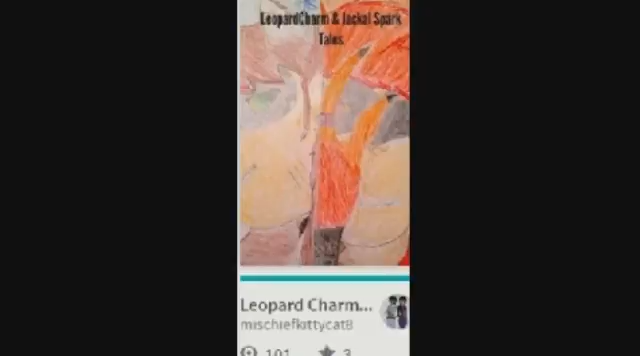 LeopardCharm & Jackal Spark
Tales.
Leopard Charm...
mischiefkittycat8
101
3